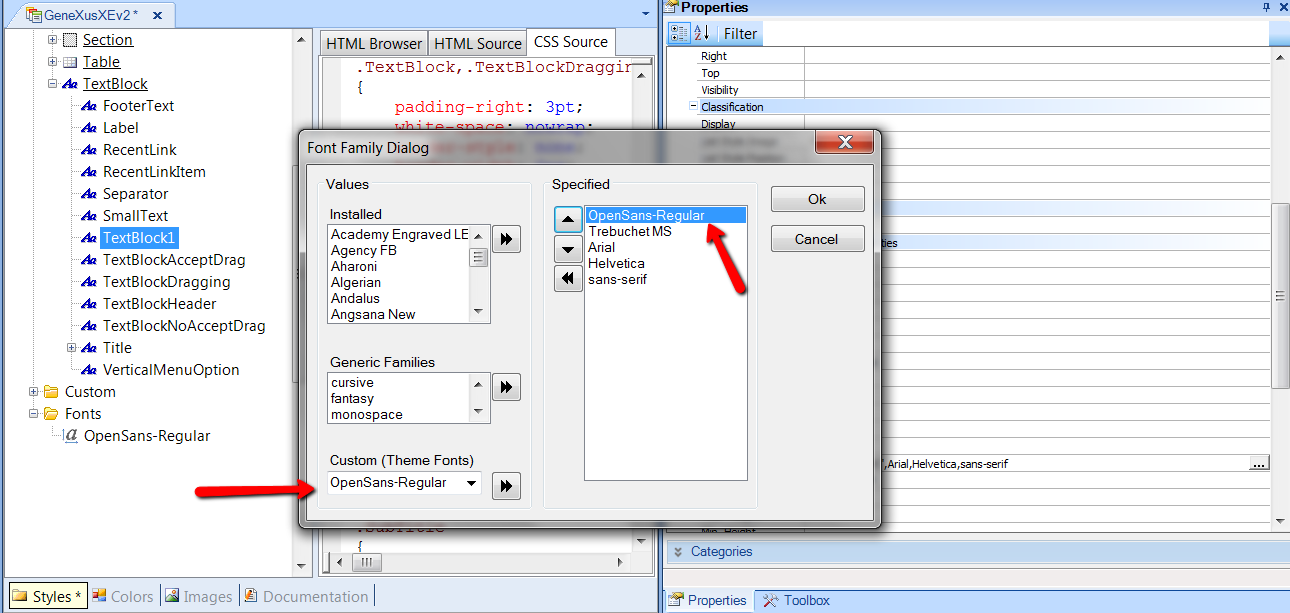 GeneXusXEv2 *
Section
Table
TextBlock
FooterText
Label
RecentLink
RecentLinkItem
Separator
SmallText
TextBlock1
TextBlockAcceptDrag
TextBlockDragging
TextBlockHeader
TextBlockNoAcceptDrag
Title
VerticalMenuOption
Custom
Fonts
OpenSans-Regular
Styles *
Colors
Images
Documentation
HTML Browser
HTML Source
CSS Source
.TextBlock,.TextBlockDraggin
{
padding-right: 3pt;
white-space: nowrap;
Font Family Dialog
Values
Installed
Academy Engraved LE
Agency FB
Aharoni
Algerian
Andalus
Angsana New
Generic Families
cursive
fantasy
monospace
Custom (Theme Fonts)
OpenSans-Regular
Specified
OpenSans-Regular
Trebuchet MS
Arial
Helvetica
sans-serif
Ok
Cancel
.SubTitle
{
Properties
Filter
Right
Top
Visibility
Classification
Display
ties
,Arial,Helvetica,sans-serif
...
Min. Height
Categories
Properties
Toolbox